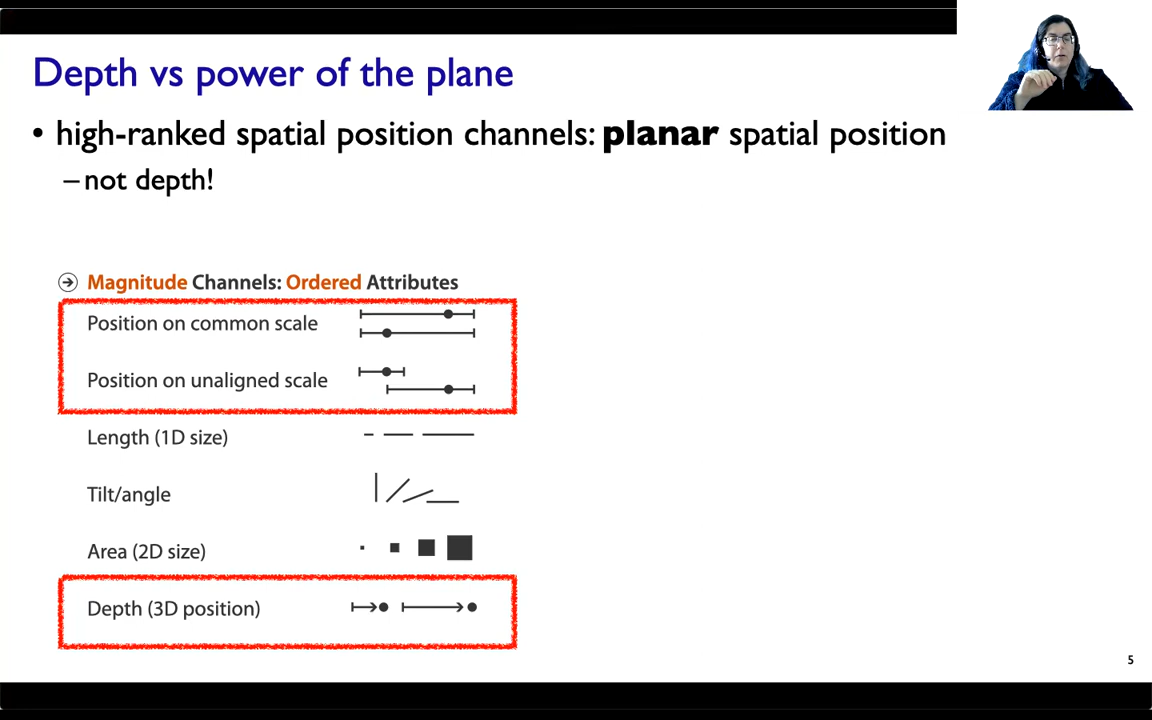 Depth vs power of the plane
• high-ranked spatial position channels: planar spatial position
– not depth!
Magnitude Channels: Ordered Attributes
Position on common scale
Position on unaligned scale
Length (1D size)
Tilt/angle
Area (2D size)
Depth (3D position)
5